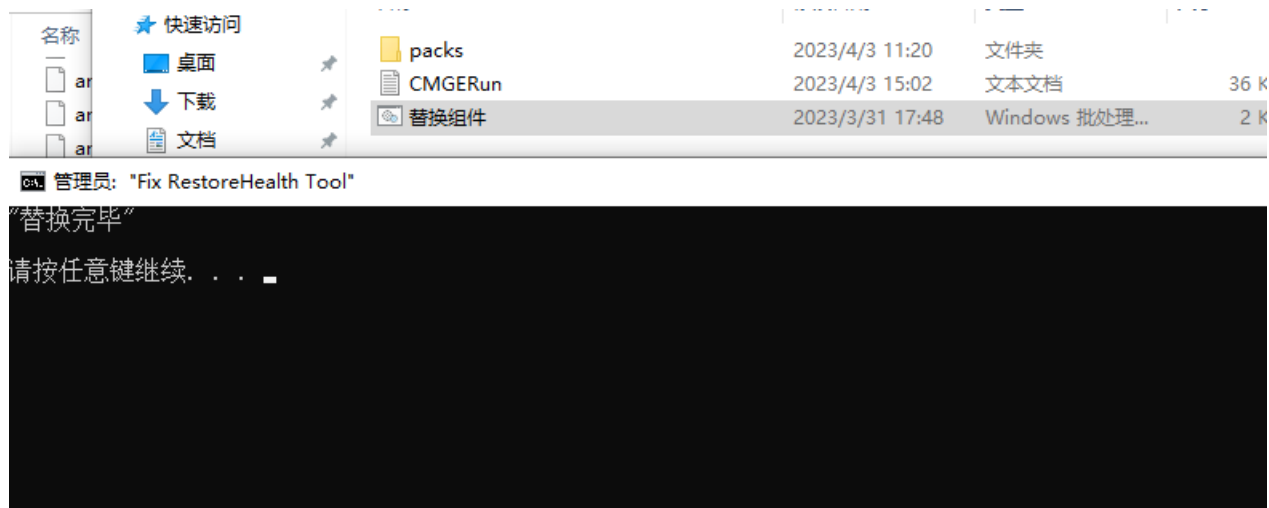 名称
ar
ar
ar
快速访问
桌面
下载
文档
packs 2023/4/3 11:20 文件夹
CMGERun 2023/4/3 15:02 文本文档 36 K
替换组件 2023/3/31 17:48 Windows 批处理... 2 K
管理员: "Fix RestoreHealth Tool"
"替换完毕"
请按任意键继续. . .